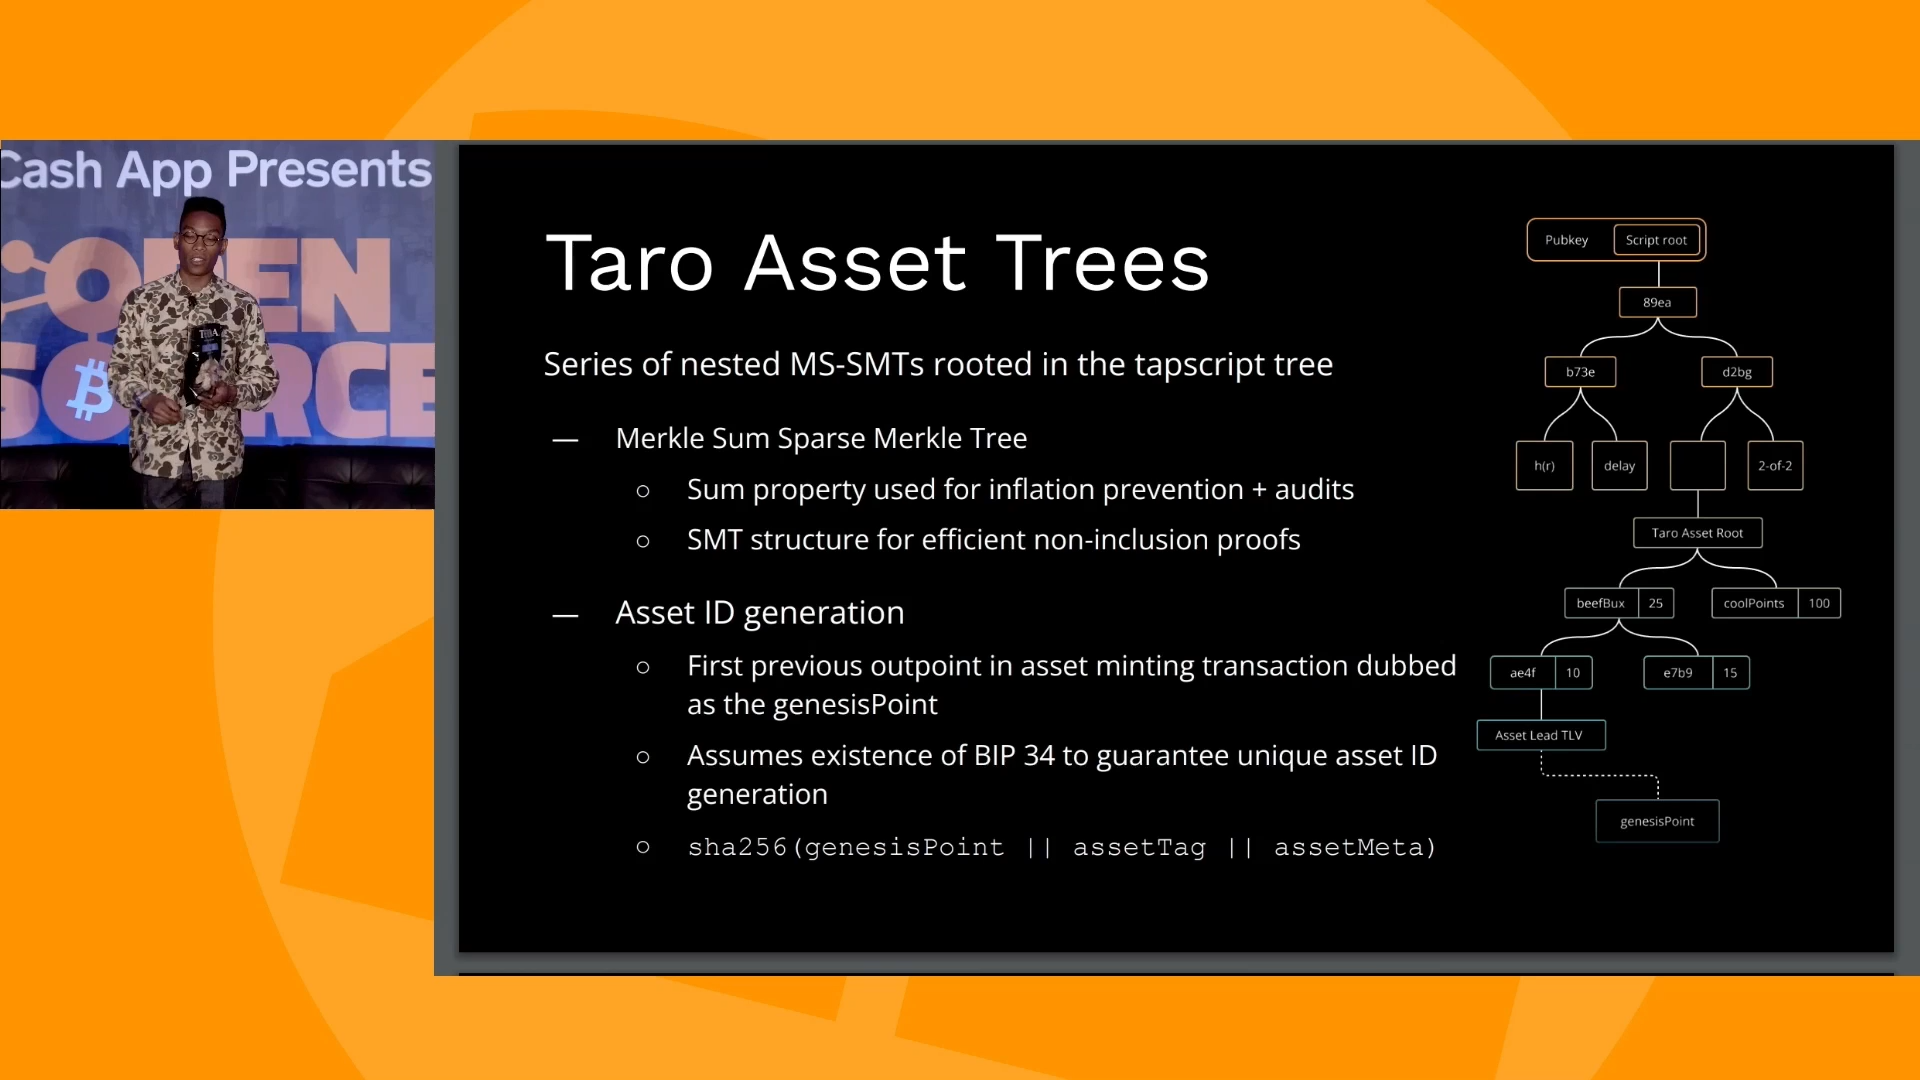 Cash App Presents
OPEN
SOURCE
Taro Asset Trees
Series of nested MS-SMTs rooted in the tapscript tree
— Merkle Sum Sparse Merkle Tree
○ Sum property used for inflation prevention + audits
○ SMT structure for efficient non-inclusion proofs
— Asset ID generation
○ First previous outpoint in asset minting transaction dubbed
as the genesisPoint
○ Assumes existence of BIP 34 to guarantee unique asset ID
generation
○ sha256(genesisPoint || assetTag || assetMeta)
Pubkey Script root
89ea
b73e d2bg
h(r) delay 2-of-2
Taro Asset Root
beefBux 25 coolPoints 100
ae4f 10 e7b9 15
Asset Lead TLV
genesisPoint